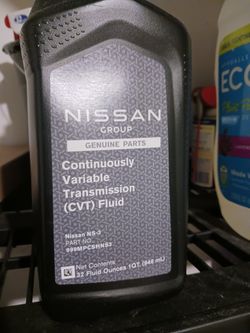 NISSAN
GROUP
GENUINE PARTS
Continuously
Variable
Transmission
(CVT) Fluid
Nissan NS-3
PART NO.
999MPCSHNS3
Net Contents
32 Fluid Ounces 1QT. (946 mL)
ECO